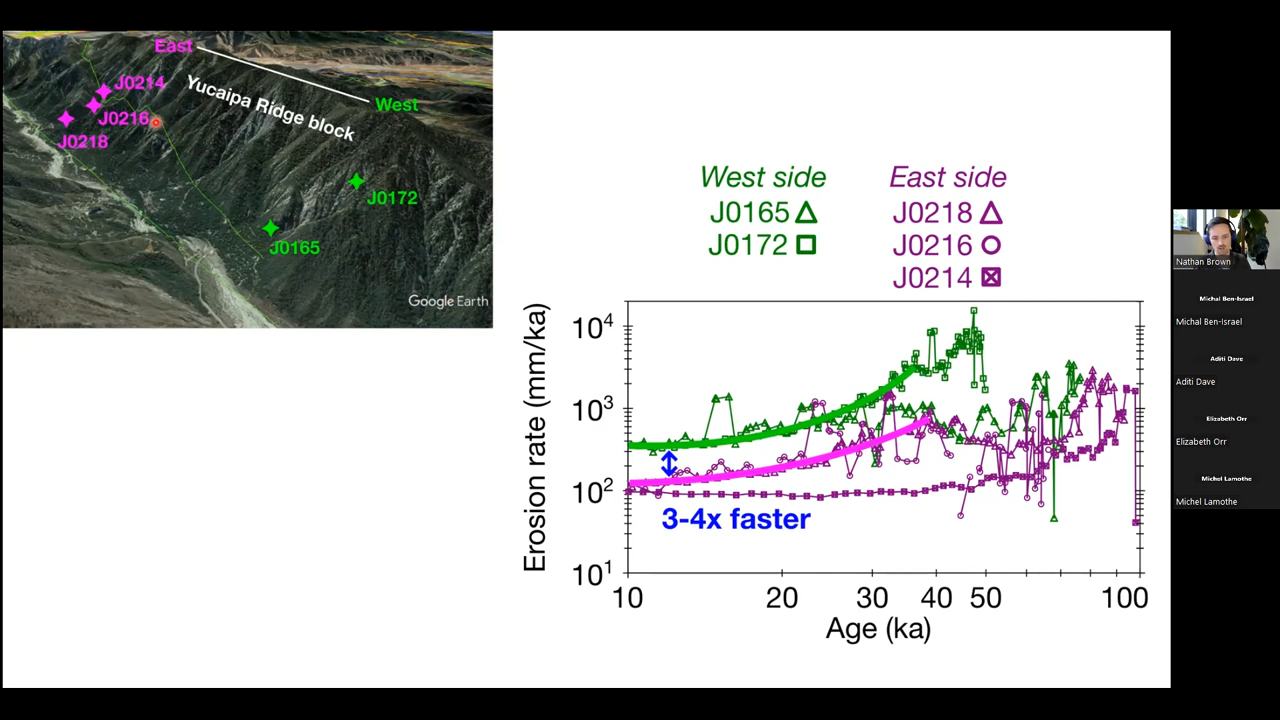 East
J0214
J0216
J0218
Yucaipa Ridge block
West
J0172
J0165
Google Earth
West side
J0165
J0172
East side
J0218
J0216
J0214
Erosion rate (mm/ka)
10⁴
10³
10²
10¹
3-4x faster
10 20 30 40 50 100
Age (ka)
Nathan Brown
Michal Ben-Israel
Michal Ben-Israel
Aditi Dave
Aditi Dave
Elizabeth Orr
Elizabeth Orr
Michel Lamothe
Michel Lamothe